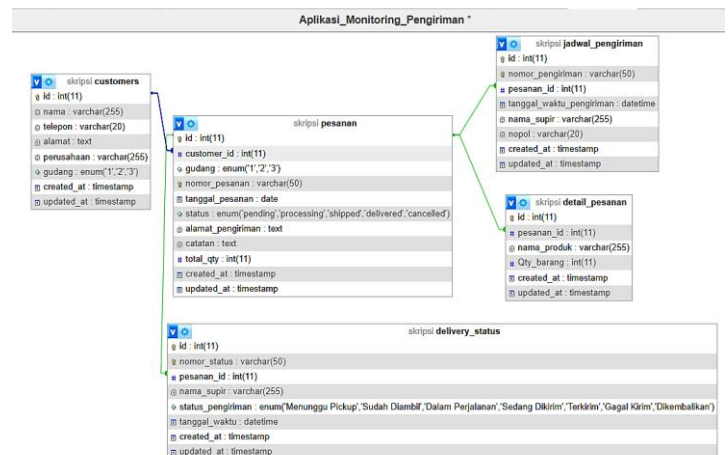 Aplikasi_Monitoring_Pengiriman *
skripsi customers
id : int(11)
nama : varchar(255)
telepon : varchar(20)
alamat : text
perusahaan : varchar(255)
gudang : enum('1','2','3')
created_at : timestamp
updated_at : timestamp
skripsi pesanan
id : int(11)
customer_id : int(11)
gudang : enum('1','2','3')
nomor_pesanan : varchar(50)
tanggal_pesanan : date
status : enum('pending','processing','shipped','delivered','cancelled')
alamat_pengiriman : text
catatan : text
total_qty : int(11)
created_at : timestamp
updated_at : timestamp
skripsi jadwal_pengiriman
id : int(11)
nomor_pengiriman : varchar(50)
pesanan_id : int(11)
tanggal_waktu_pengiriman : datetime
nama_supir : varchar(255)
nopol : varchar(20)
created_at : timestamp
updated_at : timestamp
skripsi detail_pesanan
id : int(11)
pesanan_id : int(11)
nama_produk : varchar(255)
Qty_barang : int(11)
created_at : timestamp
updated_at : timestamp
skripsi delivery_status
id : int(11)
nomor_status : varchar(50)
pesanan_id : int(11)
nama_supir : varchar(255)
status_pengiriman : enum('Menunggu Pickup','Sudah Diambil','Dalam Perjalanan','Sedang Dikirim','Terkirim','Gagal Kirim','Dikembalikan')
tanggal_waktu : datetime
created_at : timestamp
updated_at : timestamp